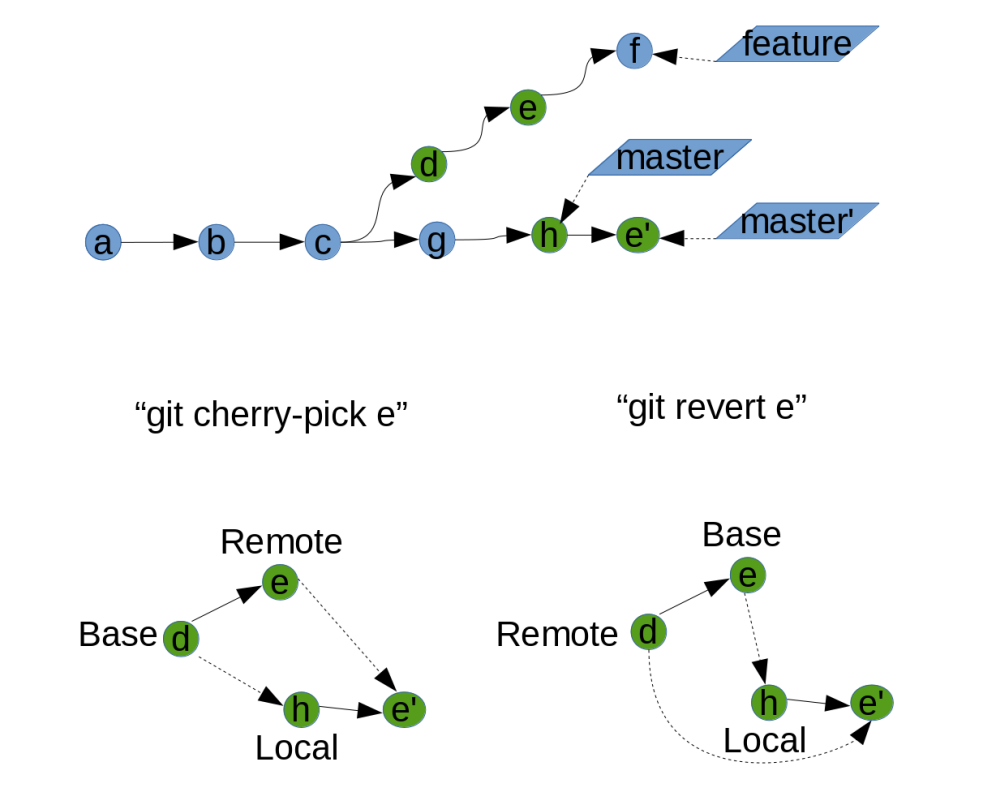 f
feature
e
d
master
a
b
c
g
h
e'
master'
“git cherry-pick e”
“git revert e”
Remote
e
Base
d
h
e'
Local
Base
e
Remote
d
h
e'
Local